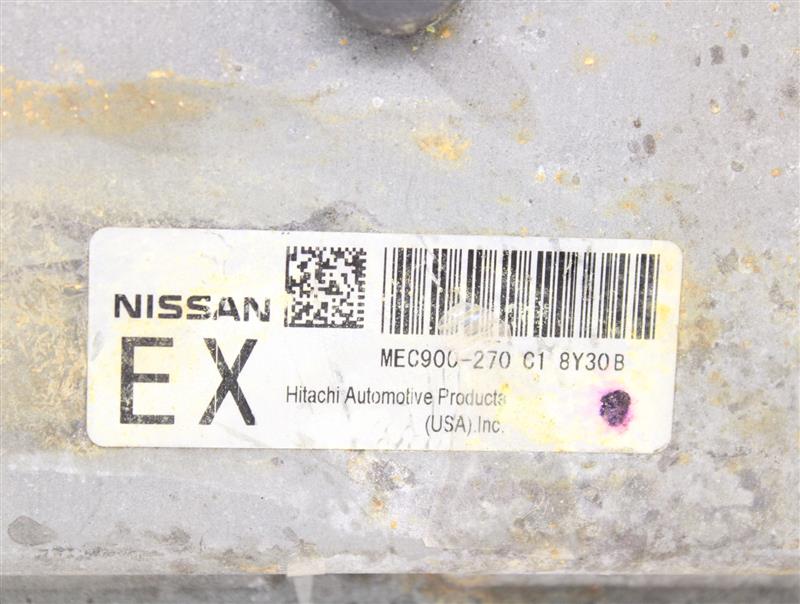 NISSAN
EX
MEC900-270 C1 8Y30B
Hitachi Automotive Products
(USA).Inc.